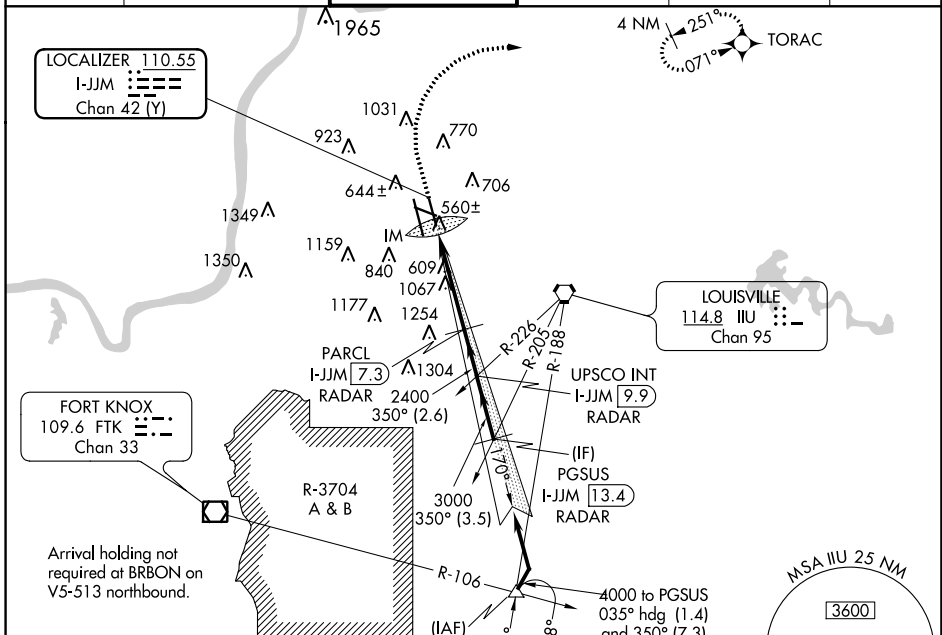 1965
4 NM
251°
071°
TORAC
LOCALIZER 110.55
I-JJM
Chan 42 (Y)
1031
923
770
644±
706
560±
1349
IM
1159
840
609
1350
1067
1177
1254
LOUISVILLE
114.8 IIU
Chan 95
R-226
R-205
R-188
PARCL
I-JJM 7.3
RADAR
1304
2400
350° (2.6)
UPSCO INT
I-JJM 9.9
RADAR
FORT KNOX
109.6 FTK
Chan 33
(IF)
PGSUS
I-JJM 13.4
RADAR
170°
R-3704
A & B
3000
350° (3.5)
Arrival holding not
required at BRBON on
V5-513 northbound.
R-106
(IAF)
4000 to PGSUS
035° hdg (1.4)
and 350° (7.3)
MSA IIU 25 NM
3600